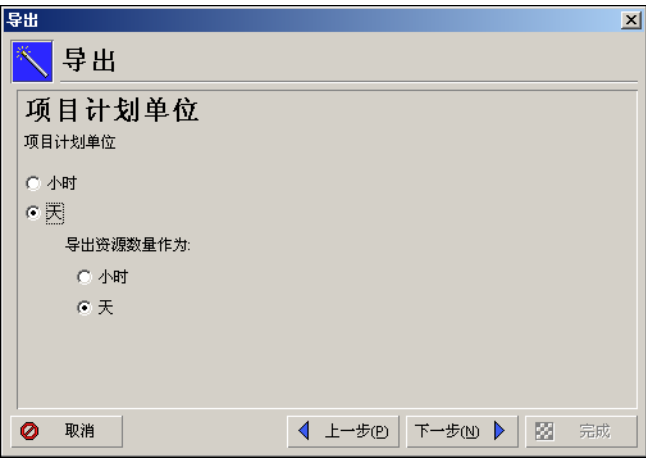 导出
导出
项目计划单位
项目计划单位
小时
天
导出资源数量作为:
小时
天
取消 上一步(P) 下一步(N) 完成